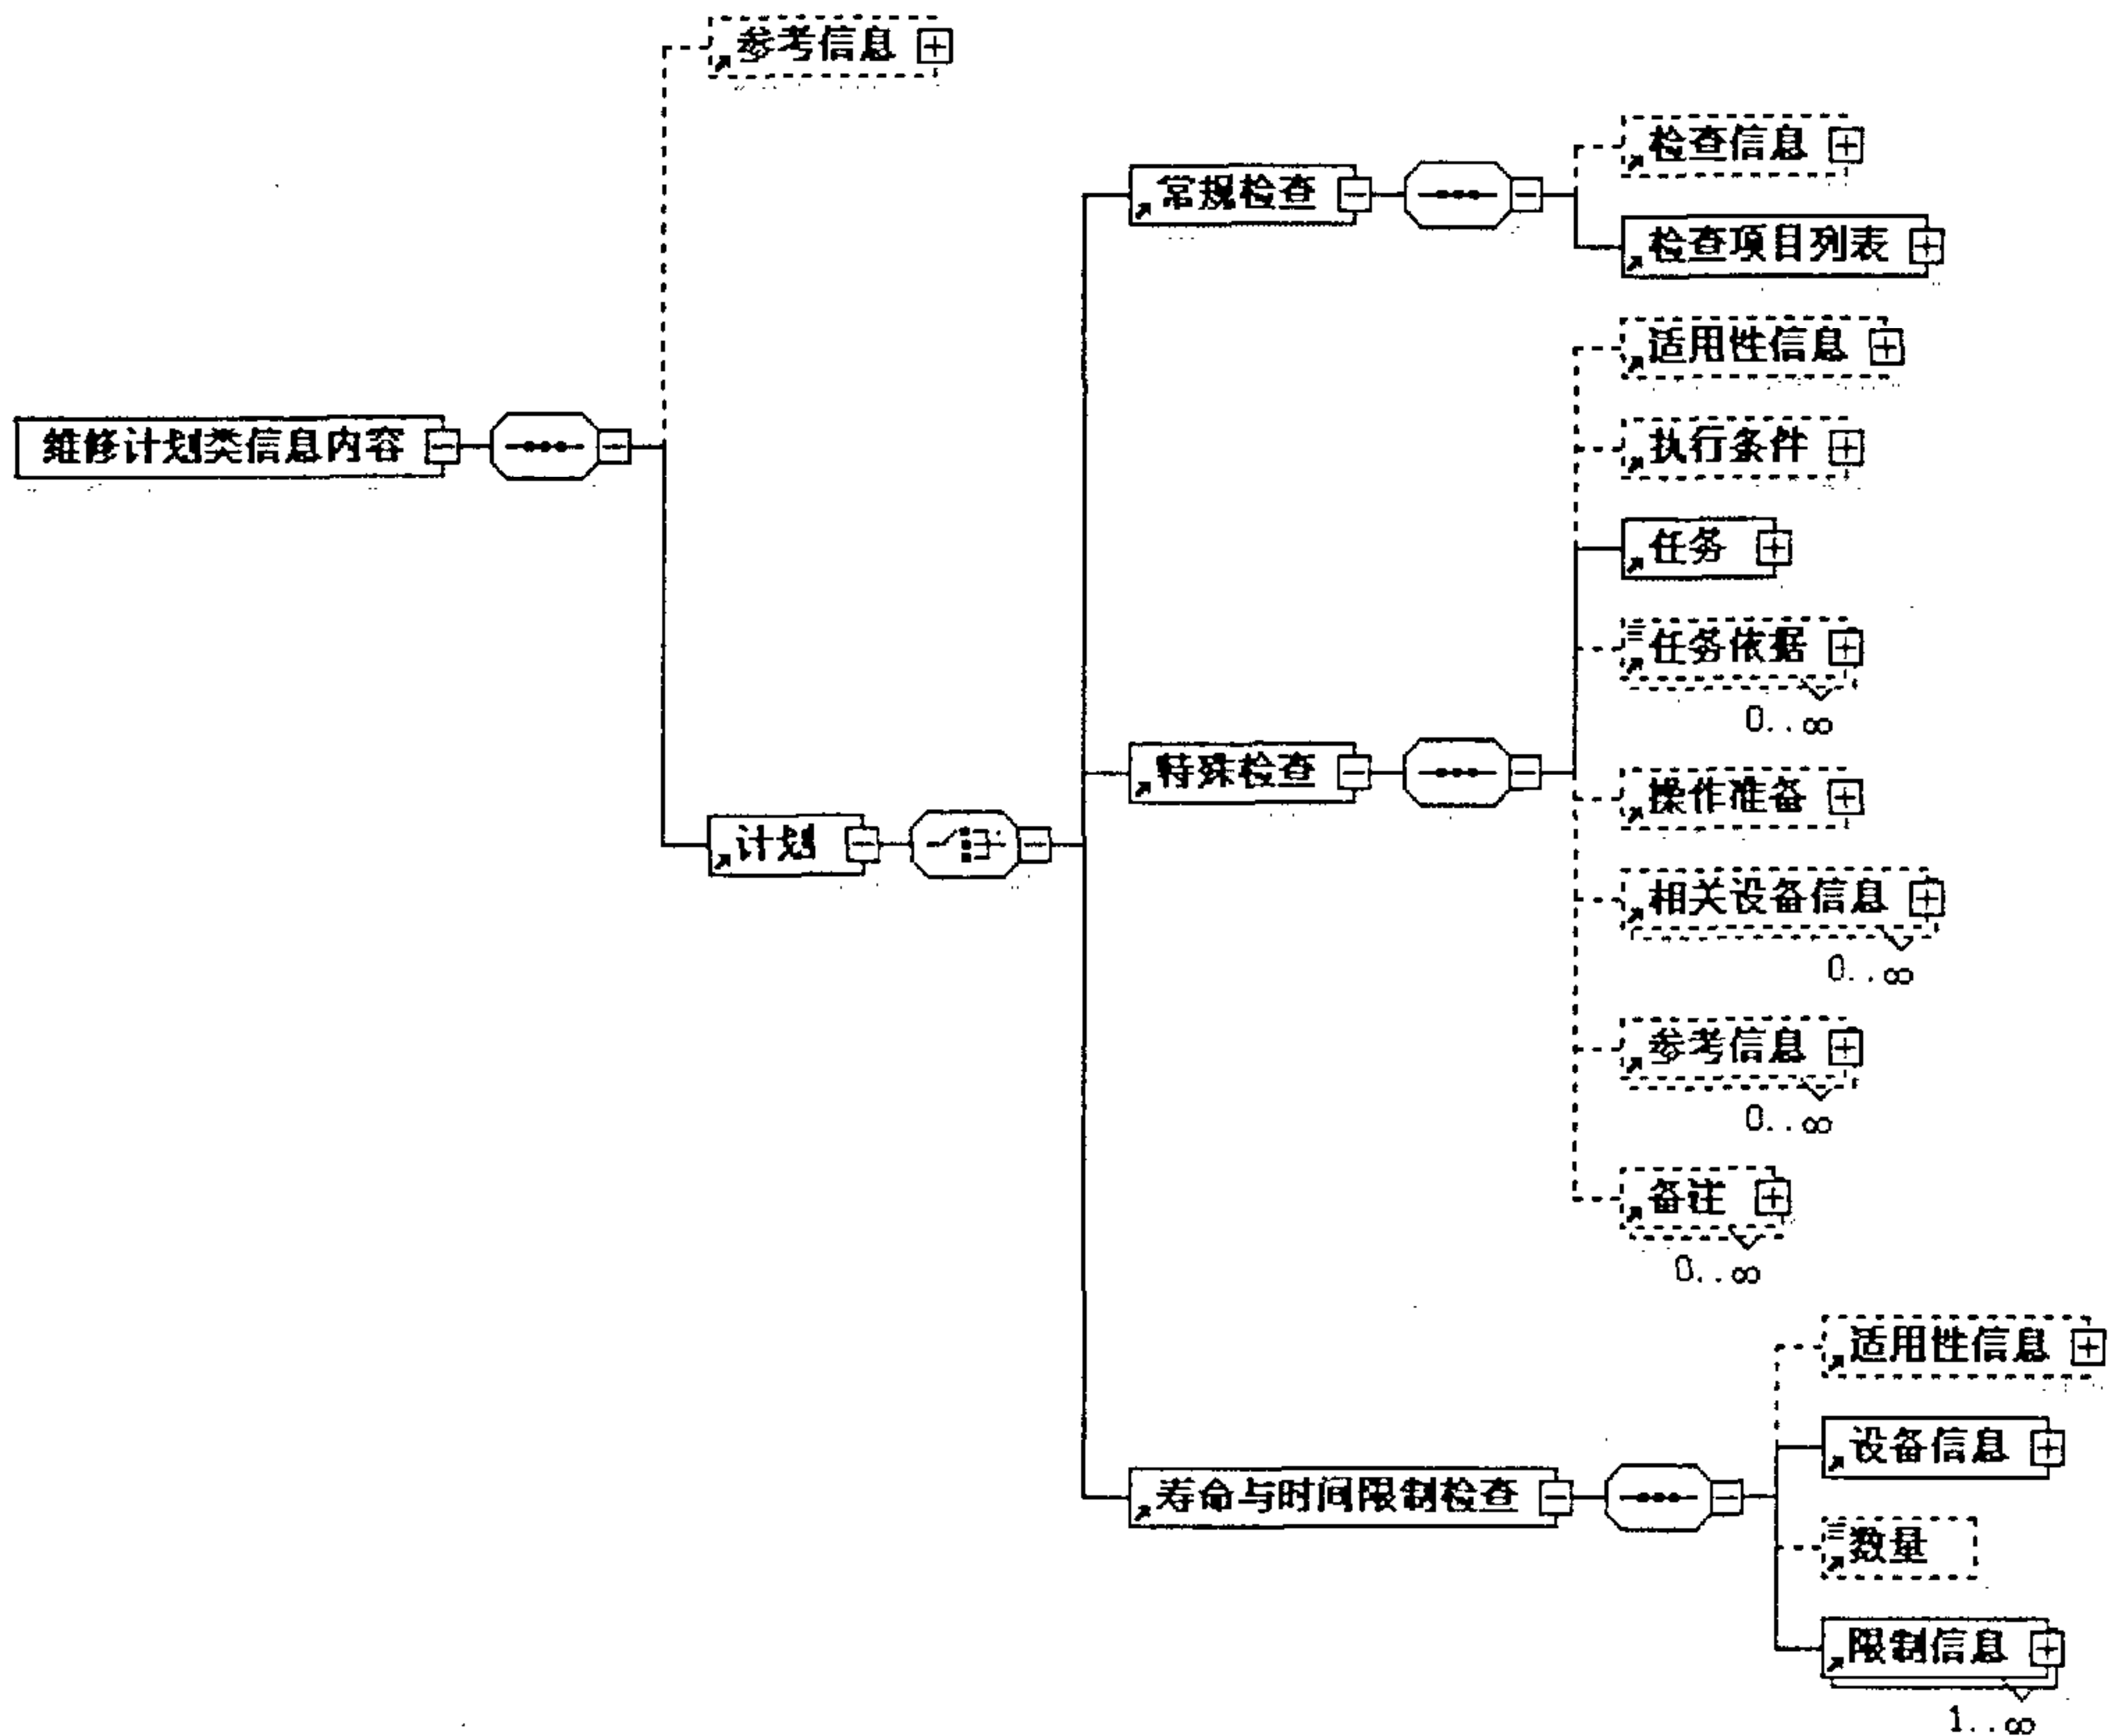 参考信息
检查信息
常规检查
检查项目列表
适用性信息
维修计划类信息内容
执行条件
任务
任务依据
0..∞
特殊检查
操作准备
计划
相关设备信息
0..∞
参考信息
0..∞
备注
0..∞
适用性信息
设备信息
寿命与时间限制检查
数量
限制信息
1..∞